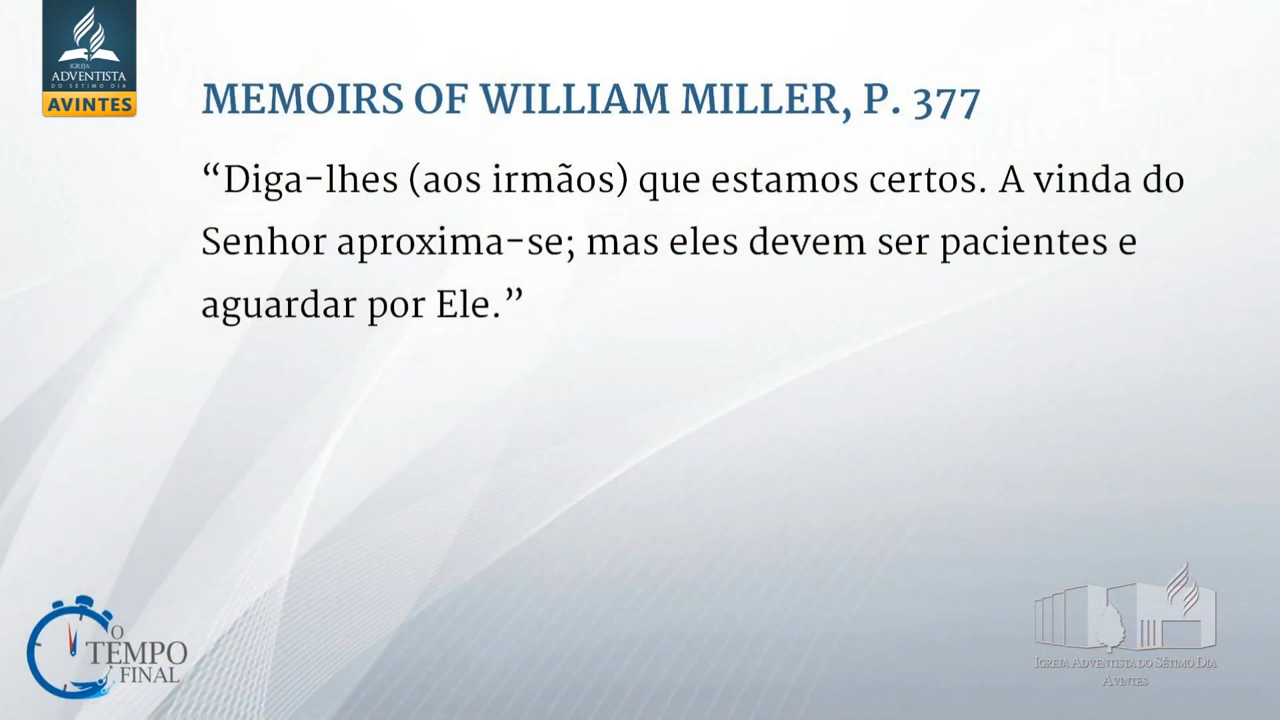 IGREJA
ADVENTISTA
DO SÉTIMO DIA
AVINTES
MEMOIRS OF WILLIAM MILLER, P. 377
“Diga-lhes (aos irmãos) que estamos certos. A vinda do
Senhor aproxima-se; mas eles devem ser pacientes e
aguardar por Ele.”
O
TEMPO
FINAL
IGREJA ADVENTISTA DO SÉTIMO DIA
AVINTES